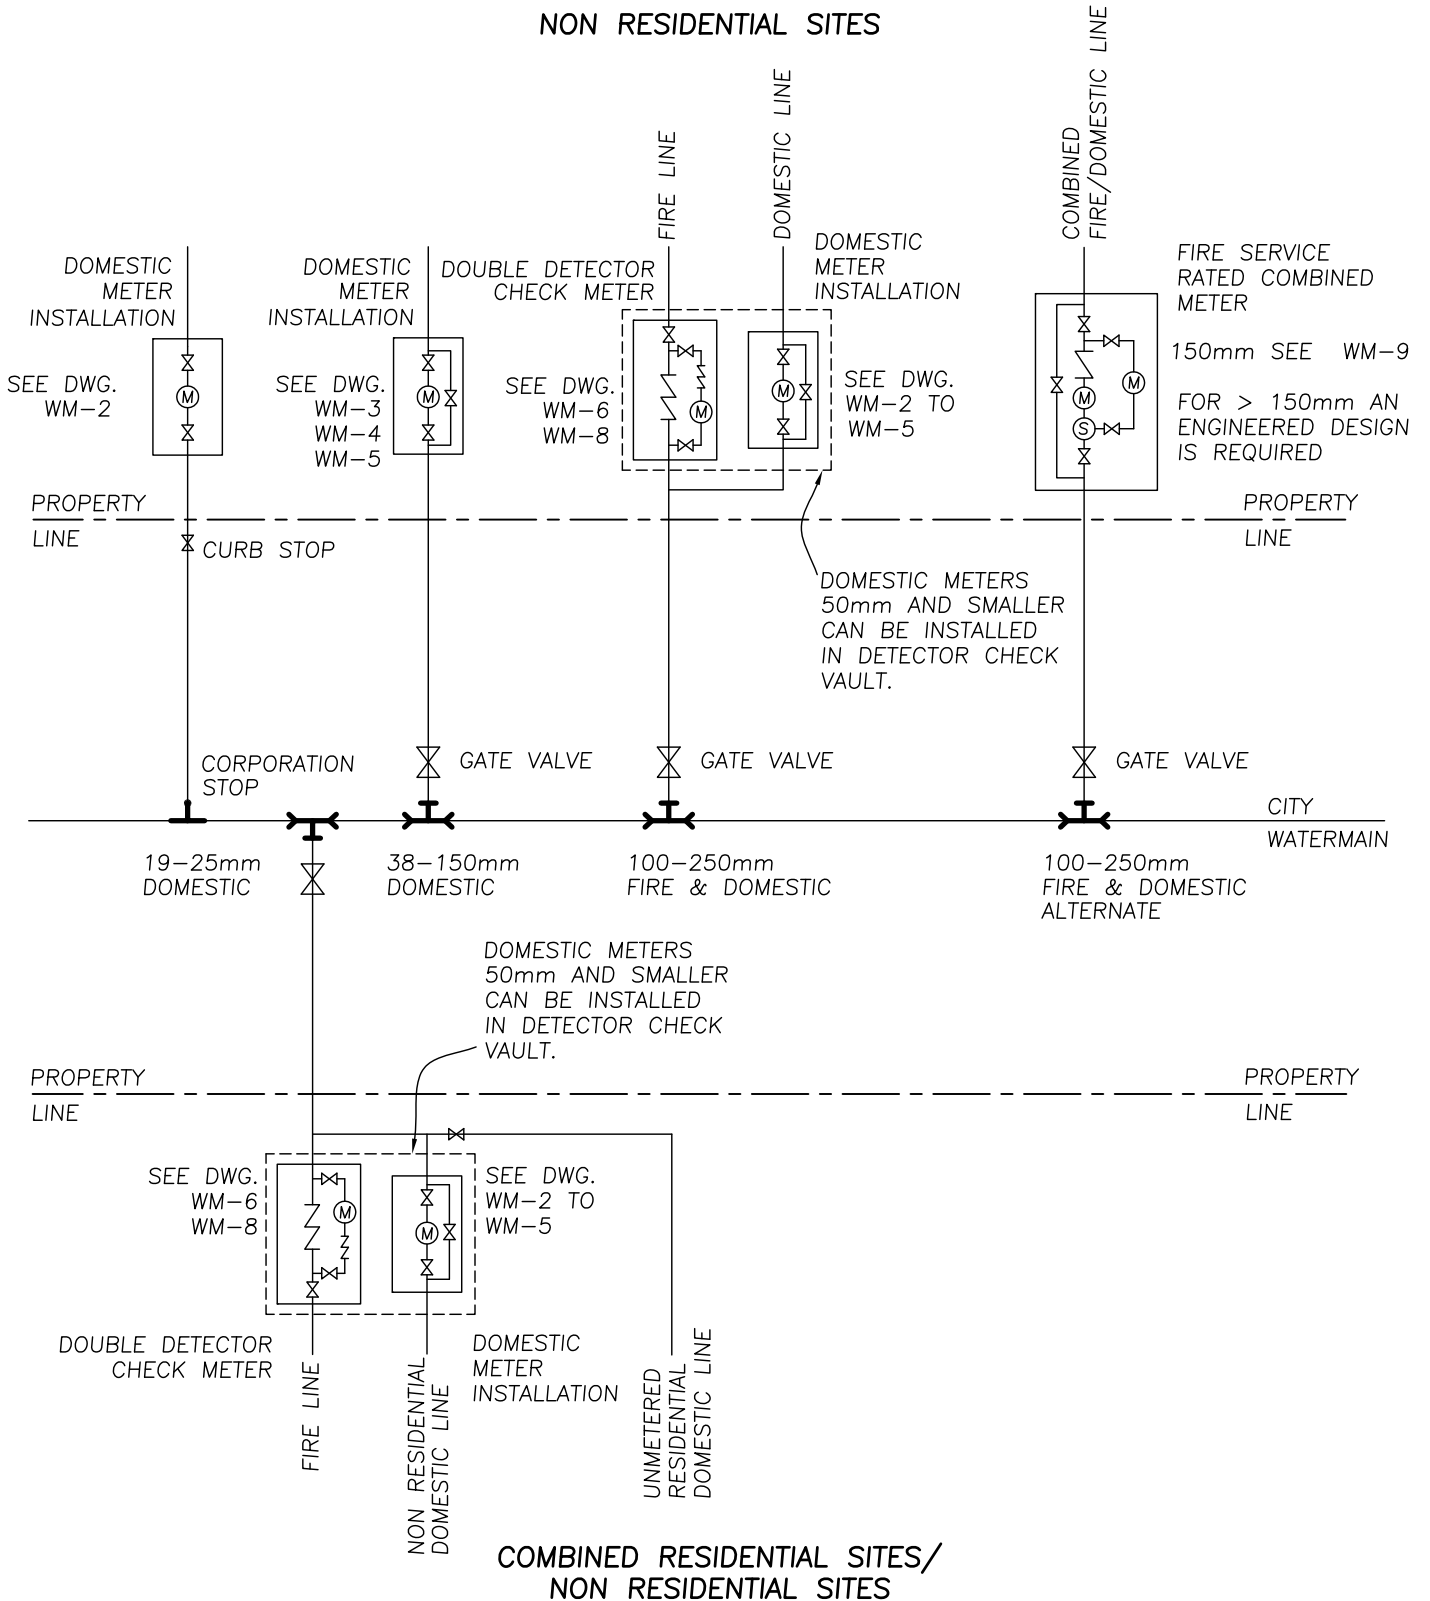 NON RESIDENTIAL SITES
FIRE LINE
DOMESTIC LINE
COMBINED
FIRE/DOMESTIC LINE
DOMESTIC
METER
INSTALLATION
SEE DWG.
WM-2
M
DOMESTIC
METER
INSTALLATION
SEE DWG.
WM-3
WM-4
WM-5
M
DOUBLE DETECTOR
CHECK METER
SEE DWG.
WM-6
WM-8
M
DOMESTIC
METER
INSTALLATION
M
SEE DWG.
WM-2 TO
WM-5
FIRE SERVICE
RATED COMBINED
METER
150mm SEE WM-9
FOR > 150mm AN
ENGINEERED DESIGN
IS REQUIRED
M
M
S
PROPERTY
LINE
PROPERTY
LINE
CURB STOP
DOMESTIC METERS
50mm AND SMALLER
CAN BE INSTALLED
IN DETECTOR CHECK
VAULT.
CORPORATION
STOP
GATE VALVE
GATE VALVE
GATE VALVE
CITY
WATERMAIN
19-25mm
DOMESTIC
38-150mm
DOMESTIC
100-250mm
FIRE & DOMESTIC
100-250mm
FIRE & DOMESTIC
ALTERNATE
DOMESTIC METERS
50mm AND SMALLER
CAN BE INSTALLED
IN DETECTOR CHECK
VAULT.
PROPERTY
LINE
PROPERTY
LINE
SEE DWG.
WM-6
WM-8
M
M
SEE DWG.
WM-2 TO
WM-5
DOUBLE DETECTOR
CHECK METER
FIRE LINE
NON RESIDENTIAL
DOMESTIC LINE
DOMESTIC
METER
INSTALLATION
UNMETERED
RESIDENTIAL
DOMESTIC LINE
COMBINED RESIDENTIAL SITES/
NON RESIDENTIAL SITES